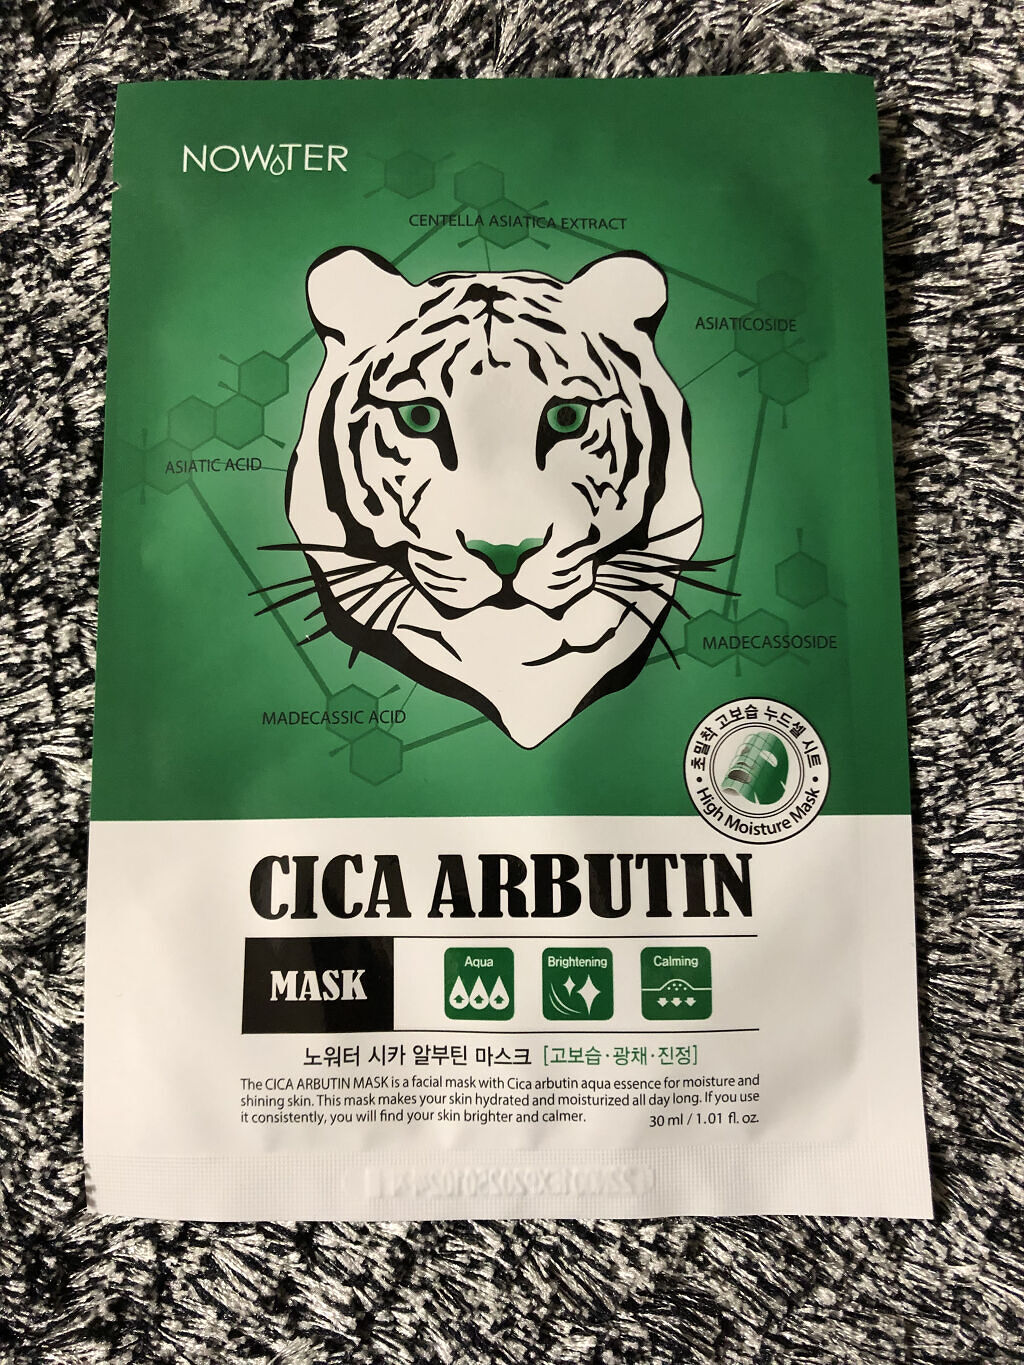 NOWATER
CENTELLA ASIATICA EXTRACT
ASIATICOSIDE
ASIATIC ACID
MADECASSOSIDE
MADECASSIC ACID
초밀착 고보습 누드셀 시트
High Moisture Mask
CICA ARBUTIN
MASK
Aqua
Brightening
Calming
노워터 시카 알부틴 마스크 [고보습·광채·진정]
The CICA ARBUTIN MASK is a facial mask with Cica arbutin aqua essence for moisture and
shining skin. This mask makes your skin hydrated and moisturized all day long. If you use
it consistently, you will find your skin brighter and calmer.
30 ml / 1.01 fl. oz.